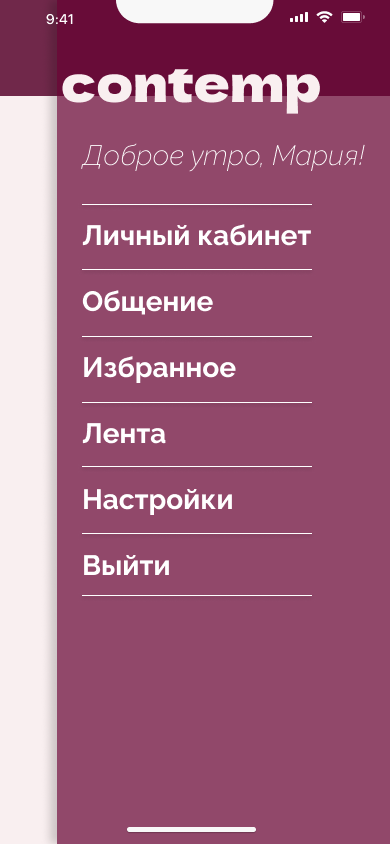 9:41
contemp
Доброе утро, Мария!
Личный кабинет
Общение
Избранное
Лента
Настройки
Выйти